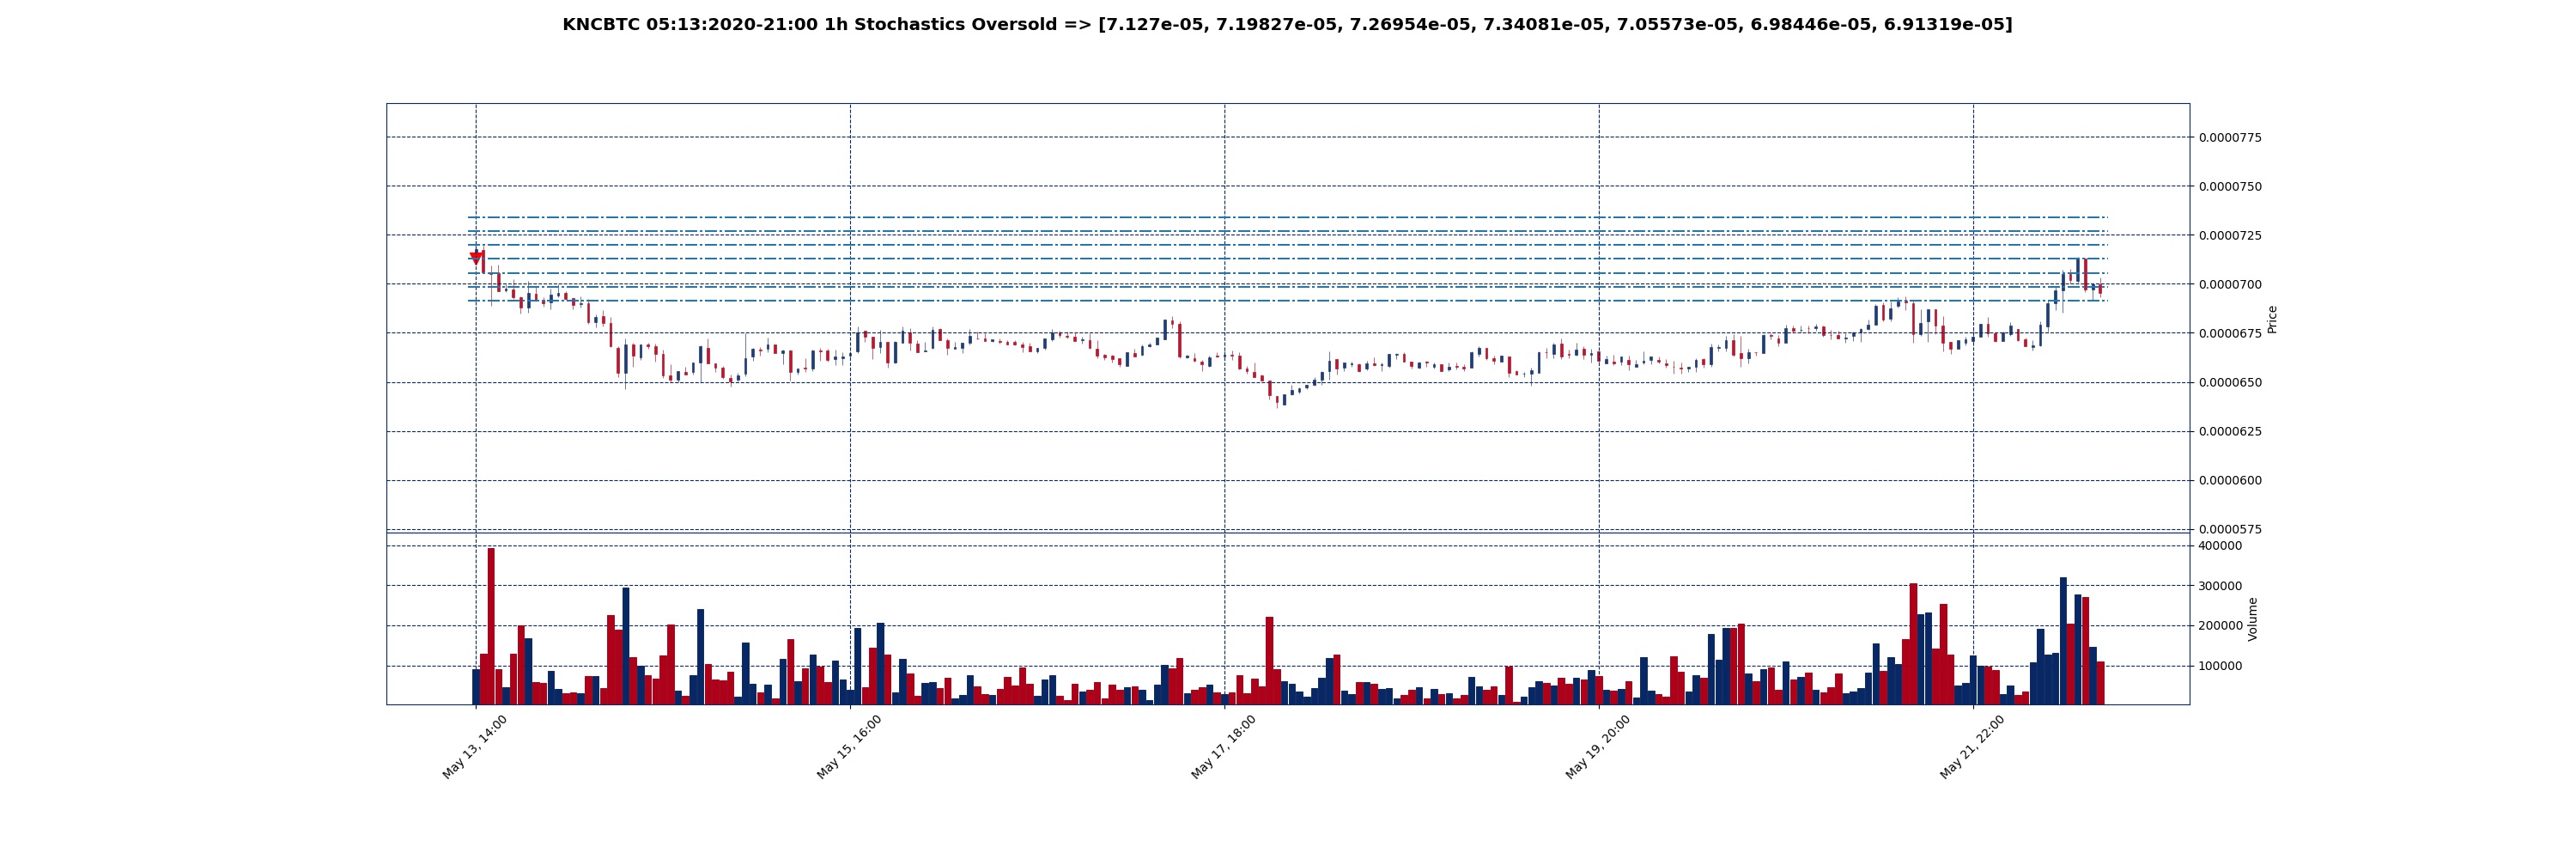 KNCBTC 05:13:2020-21:00 1h Stochastics Oversold => [7.127e-05, 7.19827e-05, 7.26954e-05, 7.34081e-05, 7.05573e-05, 6.98446e-05, 6.91319e-05]
0.0000775
0.0000750
0.0000725
0.0000700
0.0000675
0.0000650
0.0000625
0.0000600
0.0000575
Price
400000
300000
200000
100000
Volume
May 13, 14:00
May 15, 16:00
May 17, 18:00
May 19, 20:00
May 21, 22:00